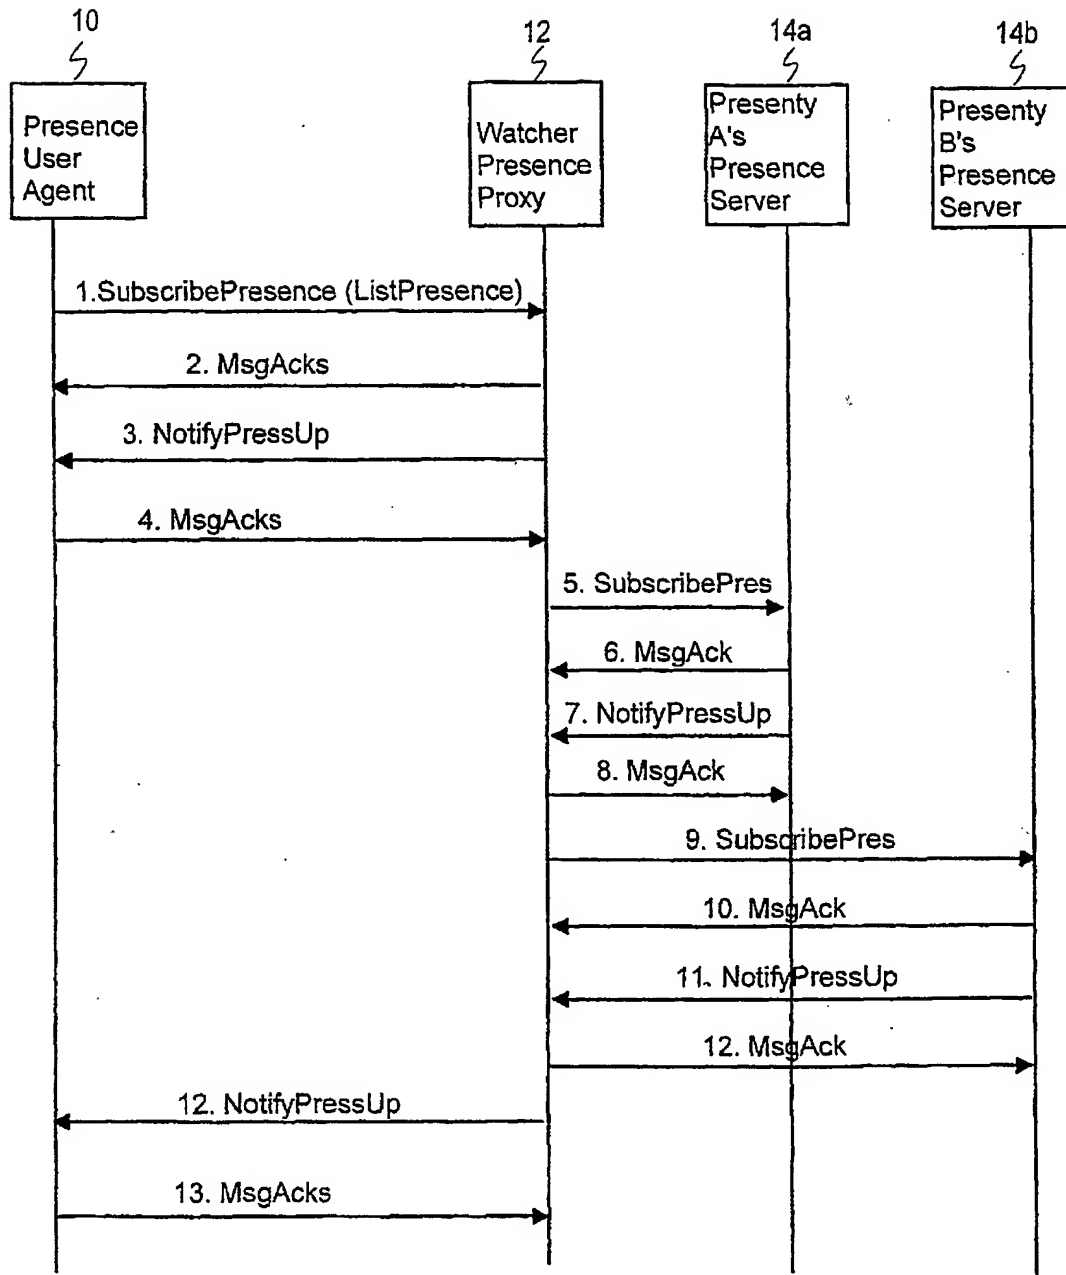 10
12
14a
14b
Presence
User
Agent
Watcher
Presence
Proxy
Presenty
A's
Presence
Server
Presenty
B's
Presence
Server
1.SubscribePresence (ListPresence)
2. MsgAcks
3. NotifyPressUp
4. MsgAcks
5. SubscribePres
6. MsgAck
7. NotifyPressUp
8. MsgAck
9. SubscribePres
10. MsgAck
11. NotifyPressUp
12. MsgAck
12. NotifyPressUp
13. MsgAcks